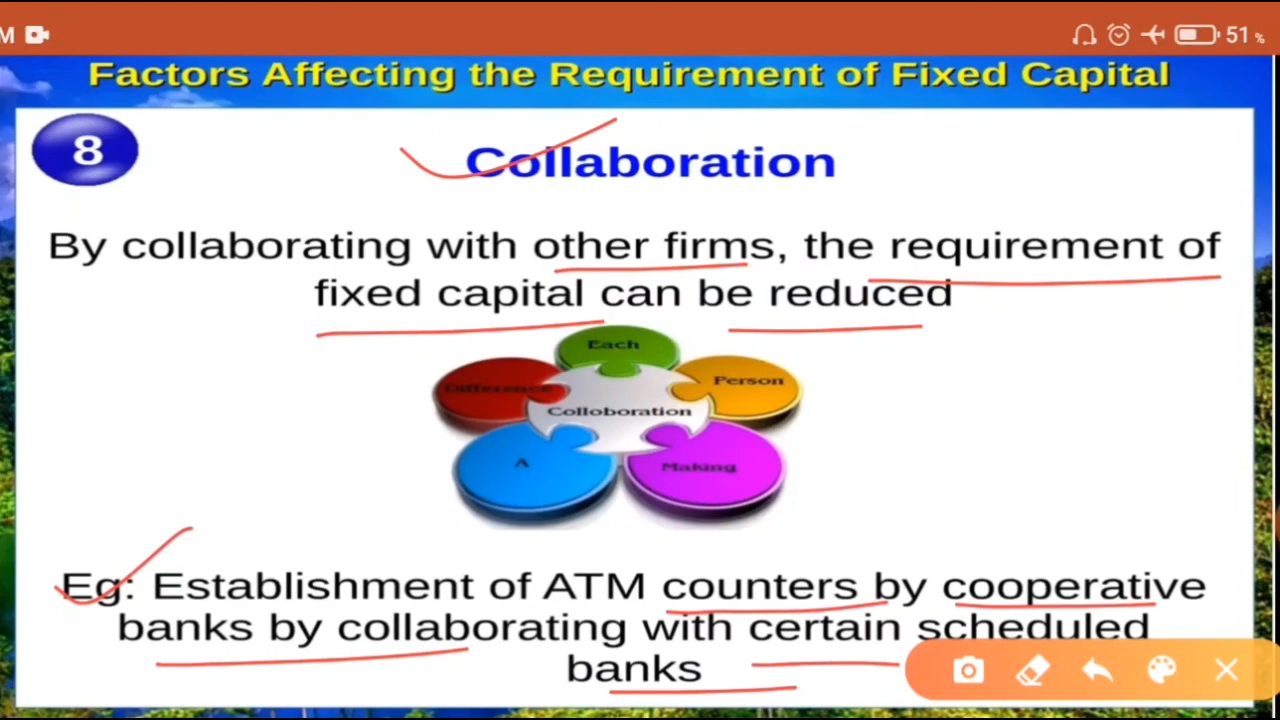 M
51 %
Factors Affecting the Requirement of Fixed Capital
8
Collaboration
By collaborating with other firms, the requirement of
fixed capital can be reduced
Each
Difference
Person
Colloboration
A
Making
Eg: Establishment of ATM counters by cooperative
banks by collaborating with certain scheduled
banks